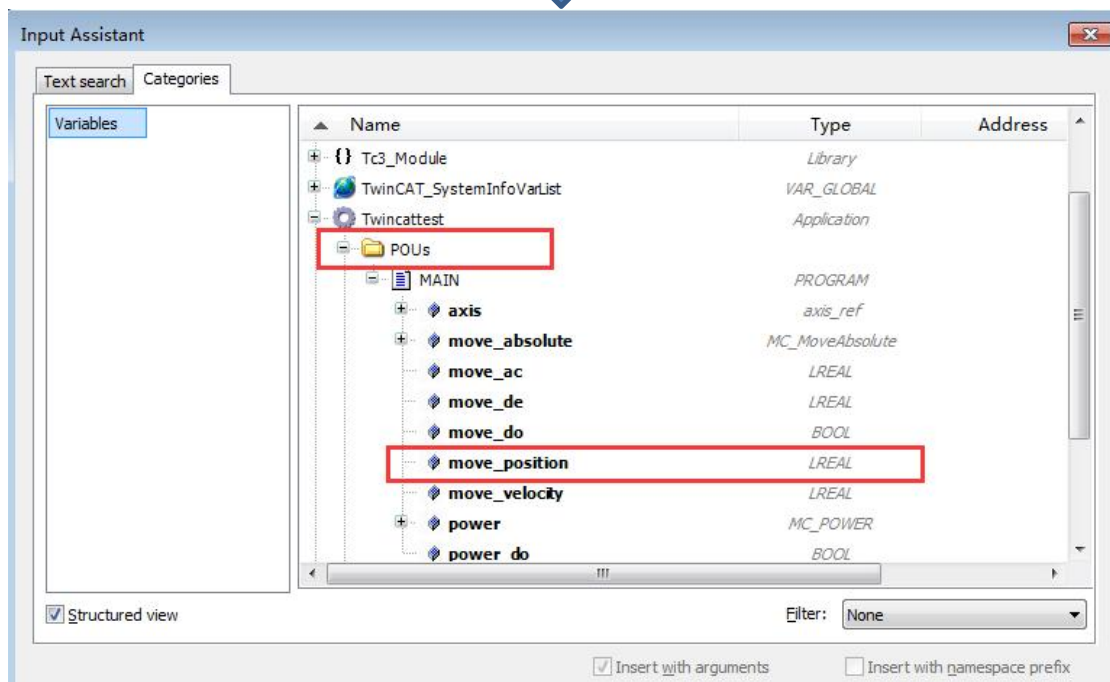 Input Assistant
Text search Categories
Variables
Name Type Address
{} Tc3_Module Library
TwinCAT_SystemInfoVarList VAR_GLOBAL
Twincattest Application
POUs
MAIN PROGRAM
axis axis_ref
move_absolute MC_MoveAbsolute
move_ac LREAL
move_de LREAL
move_do BOOL
move_position LREAL
move_velocity LREAL
power MC_POWER
power_do BOOL
Structured view Filter: None
Insert with arguments Insert with namespace prefix